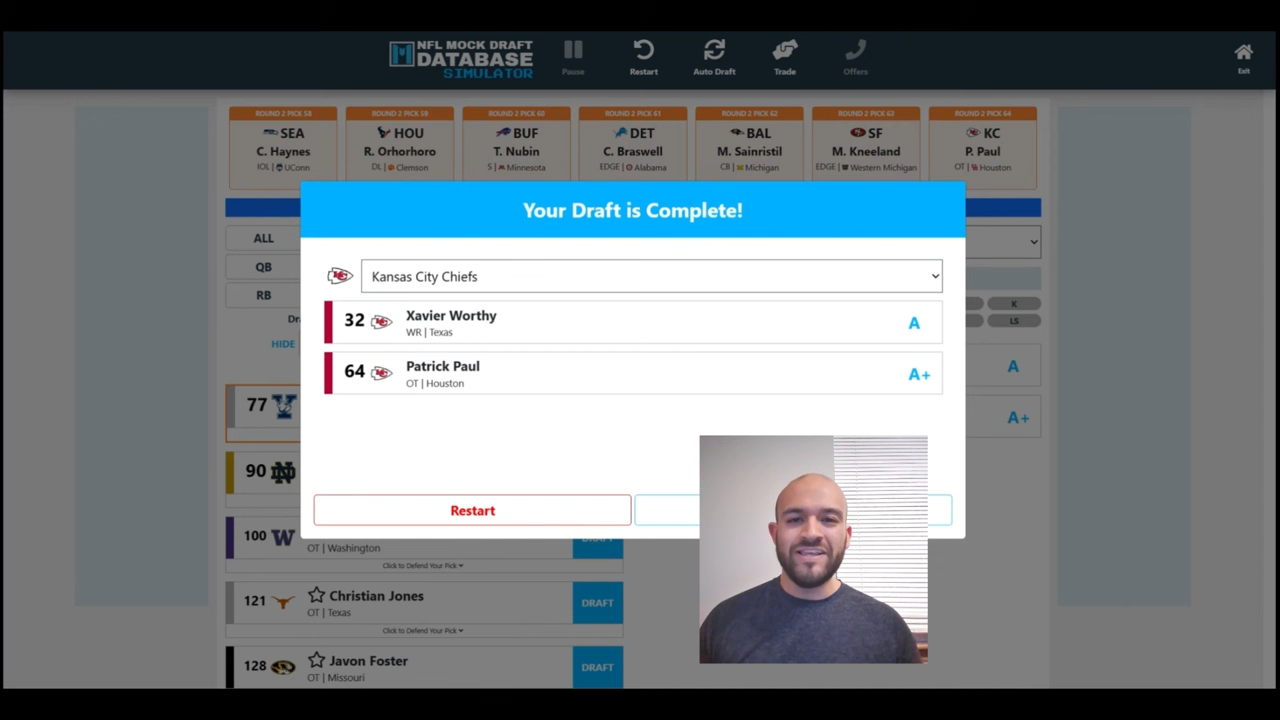 NFL MOCK DRAFT
DATABASE
SIMULATOR
Pause
Restart
Auto Draft
Trade
Offers
Exit
ROUND 2 PICK 58
SEA
C. Haynes
IOL | UConn
ROUND 2 PICK 59
HOU
R. Orhorhoro
DL | Clemson
ROUND 2 PICK 60
BUF
T. Nubin
S | Minnesota
ROUND 2 PICK 61
DET
C. Braswell
EDGE | Alabama
ROUND 2 PICK 62
BAL
M. Sainristil
CB | Michigan
ROUND 2 PICK 63
SF
M. Kneeland
EDGE | Western Michigan
ROUND 2 PICK 64
KC
P. Paul
OT | Houston
Your Draft is Complete!
ALL
QB
RB
HIDE
Kansas City Chiefs
32
Xavier Worthy
WR | Texas
A
64
Patrick Paul
OT | Houston
A+
Restart
K
LS
A
A+
77
90
100
OT | Washington
Click to Defend Your Pick
121
Christian Jones
OT | Texas
DRAFT
Click to Defend Your Pick
128
Javon Foster
OT | Missouri
DRAFT